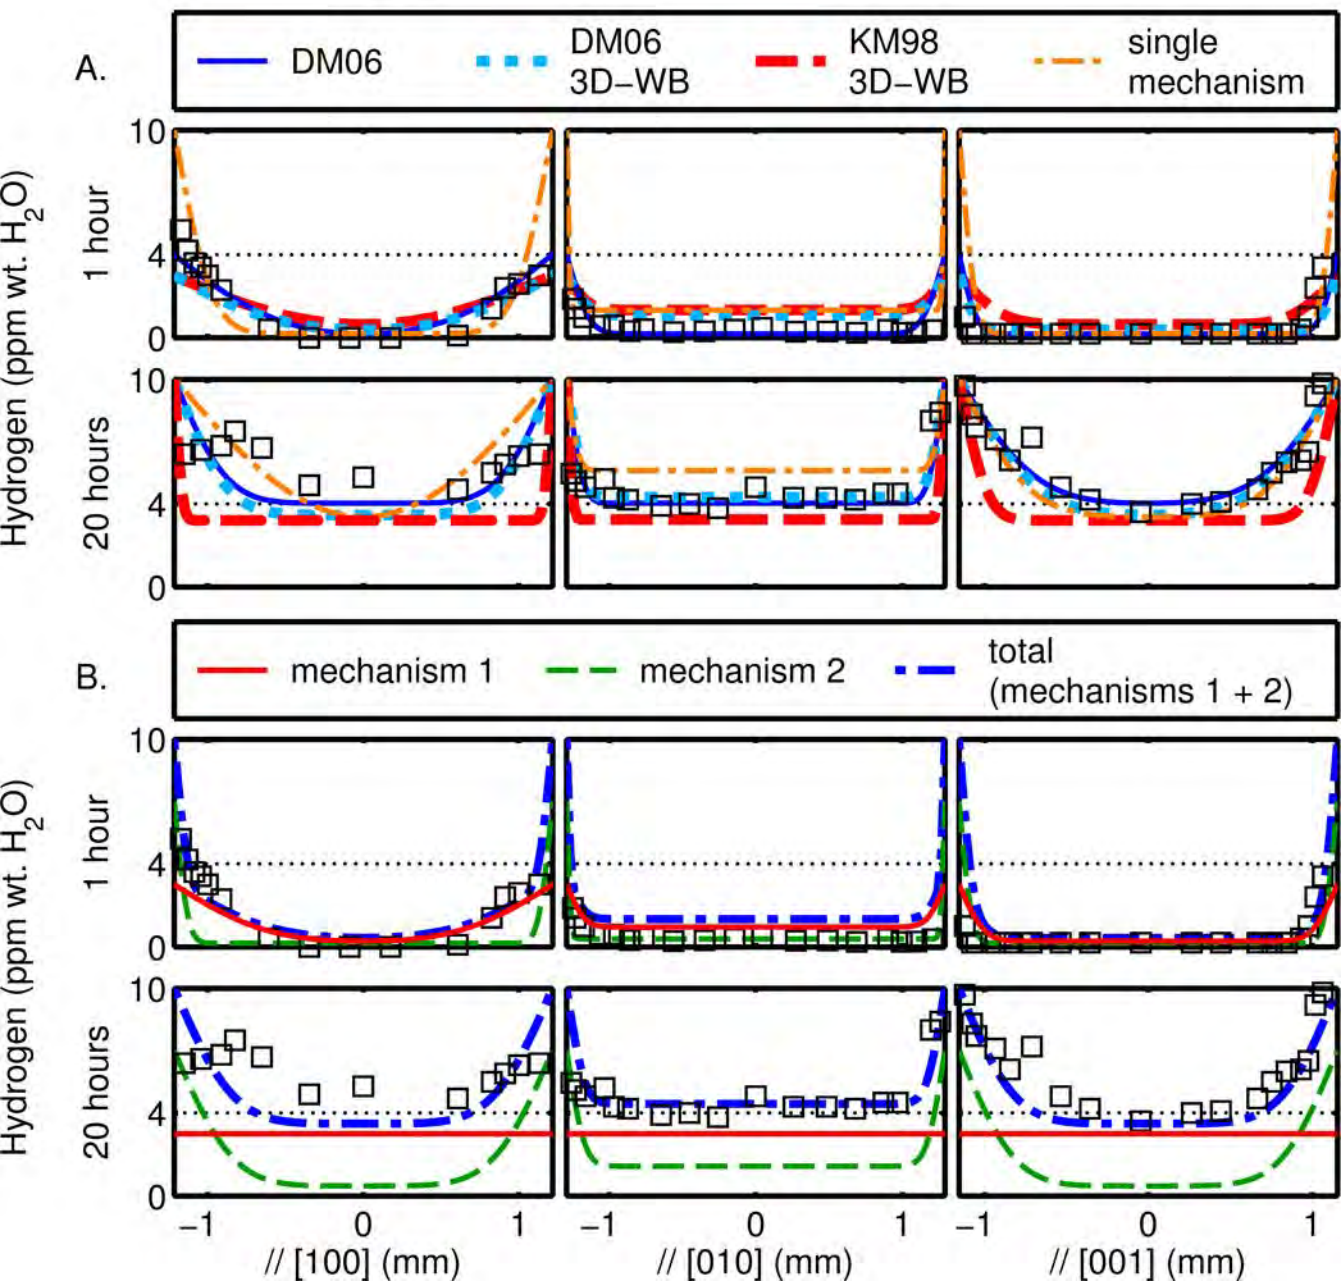 A.
DM06
DM06
3D−WB
KM98
3D−WB
single
mechanism
Hydrogen (ppm wt. H2O)
1 hour
10
4
0
20 hours
10
4
0
B.
mechanism 1
mechanism 2
total
(mechanisms 1 + 2)
Hydrogen (ppm wt. H2O)
1 hour
10
4
0
20 hours
10
4
0
−1 0 1
−1 0 1
−1 0 1
// [100] (mm)
// [010] (mm)
// [001] (mm)